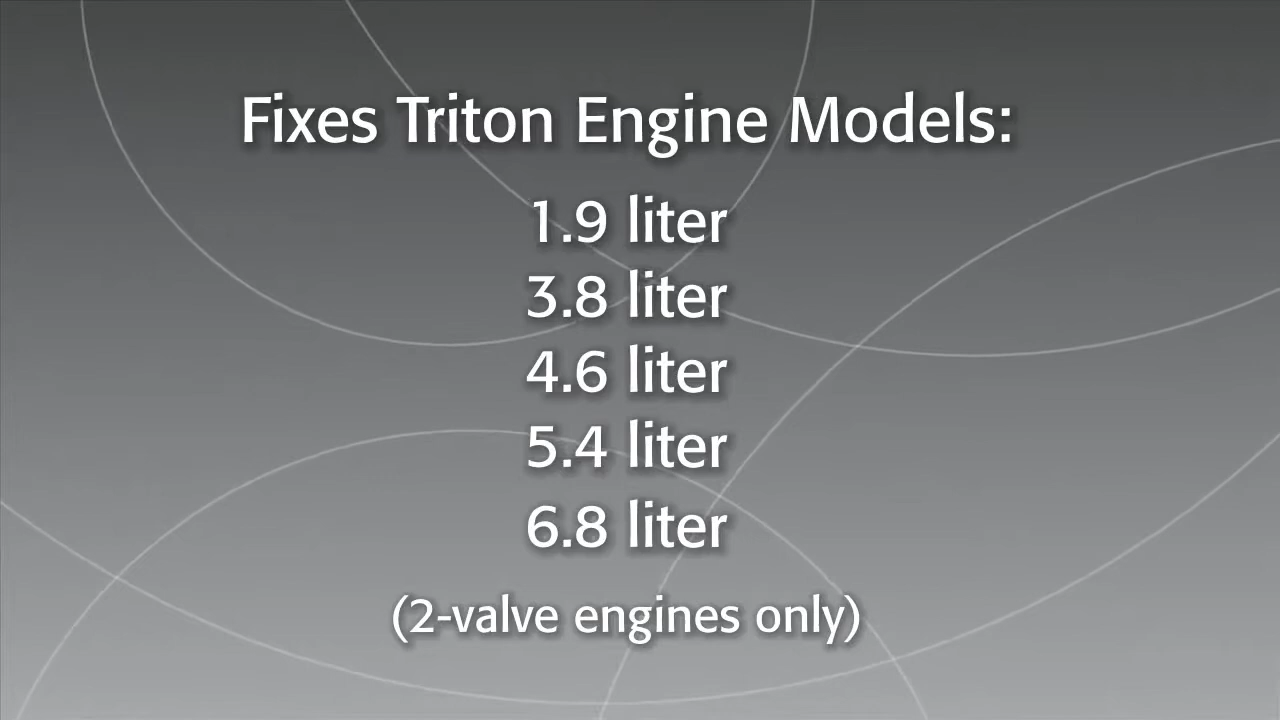 Fixes Triton Engine Models:
1.9 liter
3.8 liter
4.6 liter
5.4 liter
6.8 liter
(2-valve engines only)